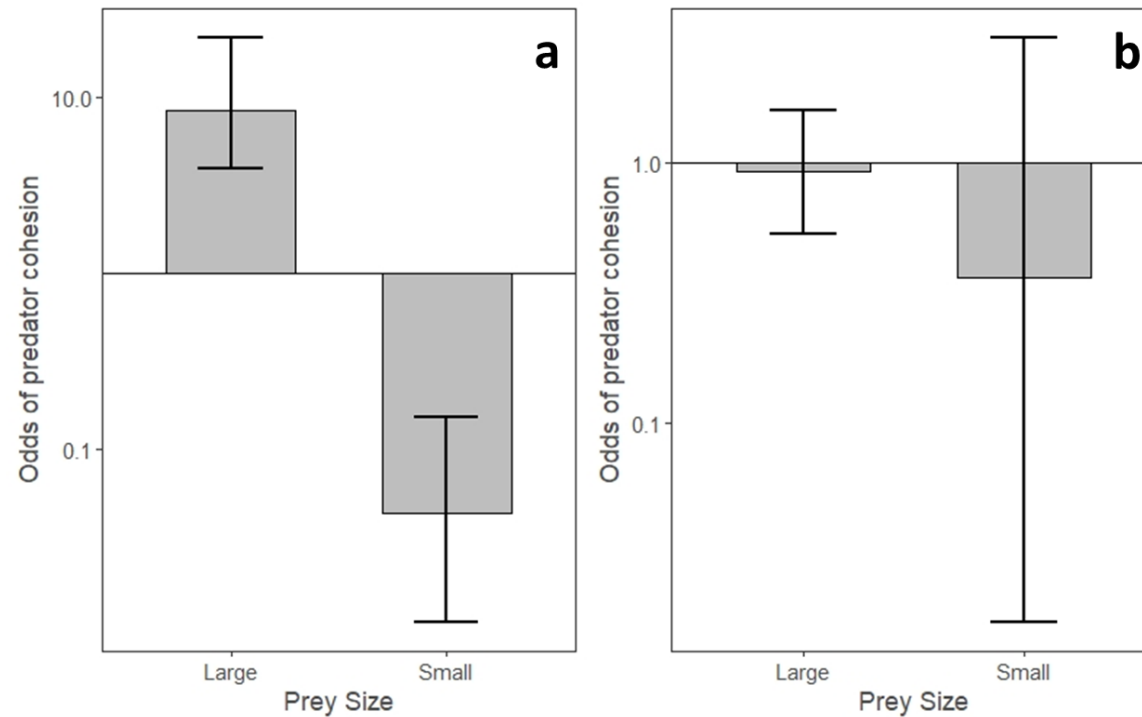 a
Odds of predator cohesion
10.0
0.1
Large
Small
Prey Size
b
Odds of predator cohesion
1.0
0.1
Large
Small
Prey Size